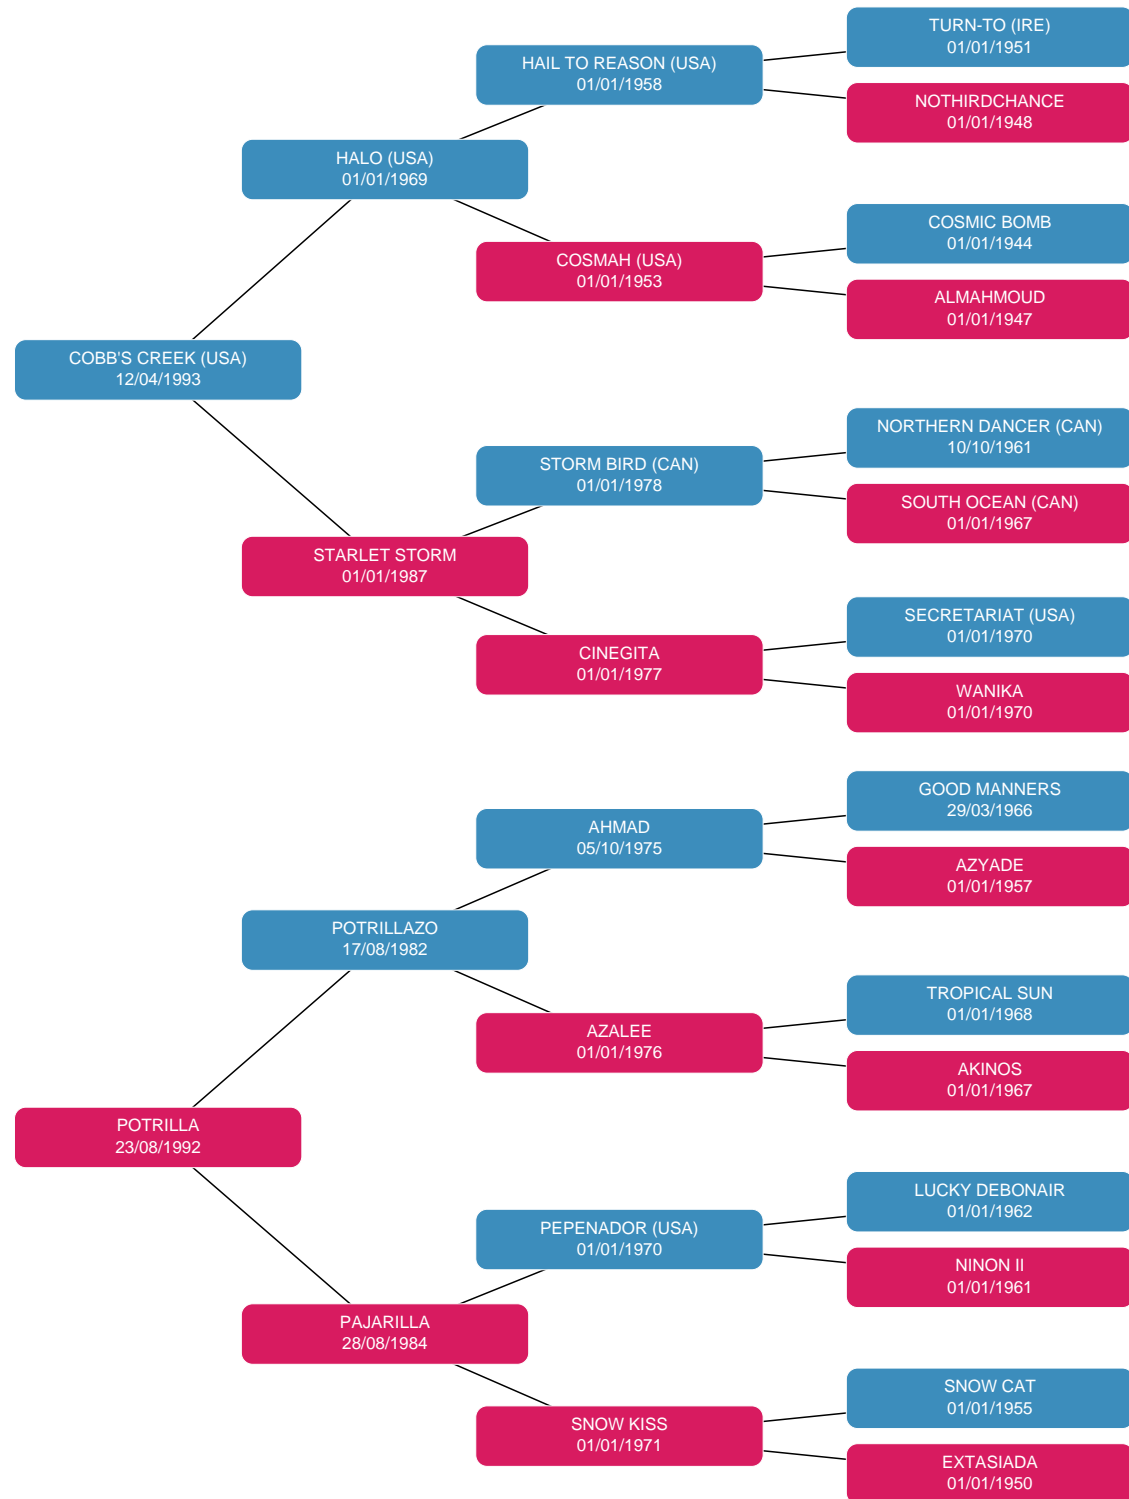 TURN-TO (IRE)
01/01/1951
HAIL TO REASON (USA)
01/01/1958
NOTHIRDCHANCE
01/01/1948
HALO (USA)
01/01/1969
COSMIC BOMB
01/01/1944
COSMAH (USA)
01/01/1953
ALMAHMOUD
01/01/1947
COBB'S CREEK (USA)
12/04/1993
NORTHERN DANCER (CAN)
10/10/1961
STORM BIRD (CAN)
01/01/1978
SOUTH OCEAN (CAN)
01/01/1967
STARLET STORM
01/01/1987
SECRETARIAT (USA)
01/01/1970
CINEGITA
01/01/1977
WANIKA
01/01/1970
GOOD MANNERS
29/03/1966
AHMAD
05/10/1975
AZYADE
01/01/1957
POTRILLAZO
17/08/1982
TROPICAL SUN
01/01/1968
AZALEE
01/01/1976
AKINOS
01/01/1967
POTRILLA
23/08/1992
LUCKY DEBONAIR
01/01/1962
PEPENADOR (USA)
01/01/1970
NINON II
01/01/1961
PAJARILLA
28/08/1984
SNOW CAT
01/01/1955
SNOW KISS
01/01/1971
EXTASIADA
01/01/1950